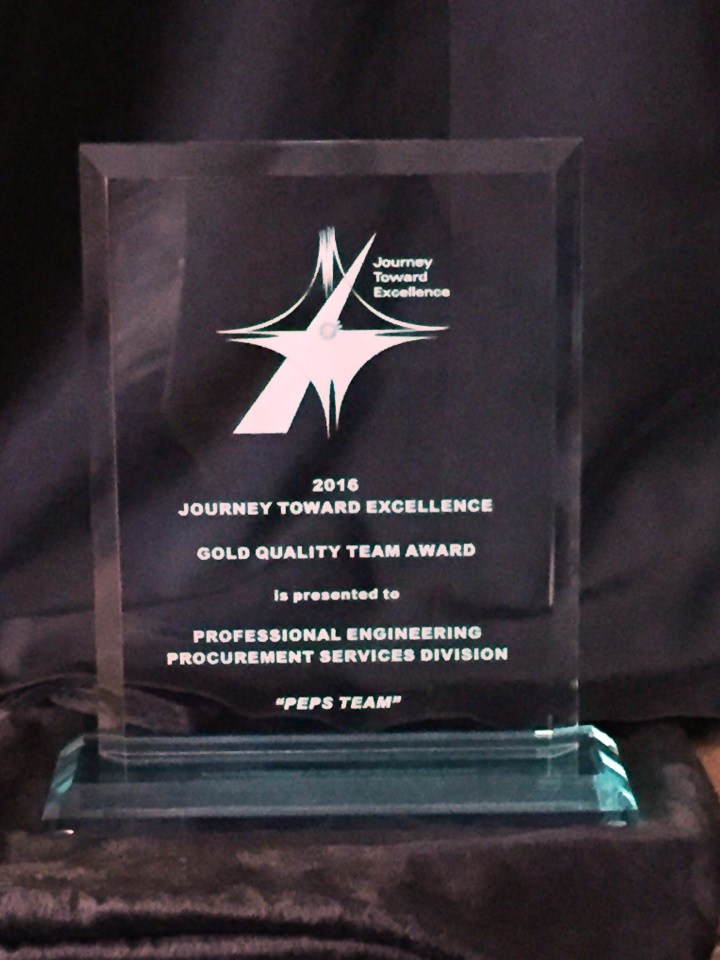 Journey
Toward
Excellence
2016
JOURNEY TOWARD EXCELLENCE
GOLD QUALITY TEAM AWARD
is presented to
PROFESSIONAL ENGINEERING
PROCUREMENT SERVICES DIVISION
"PEPS TEAM"